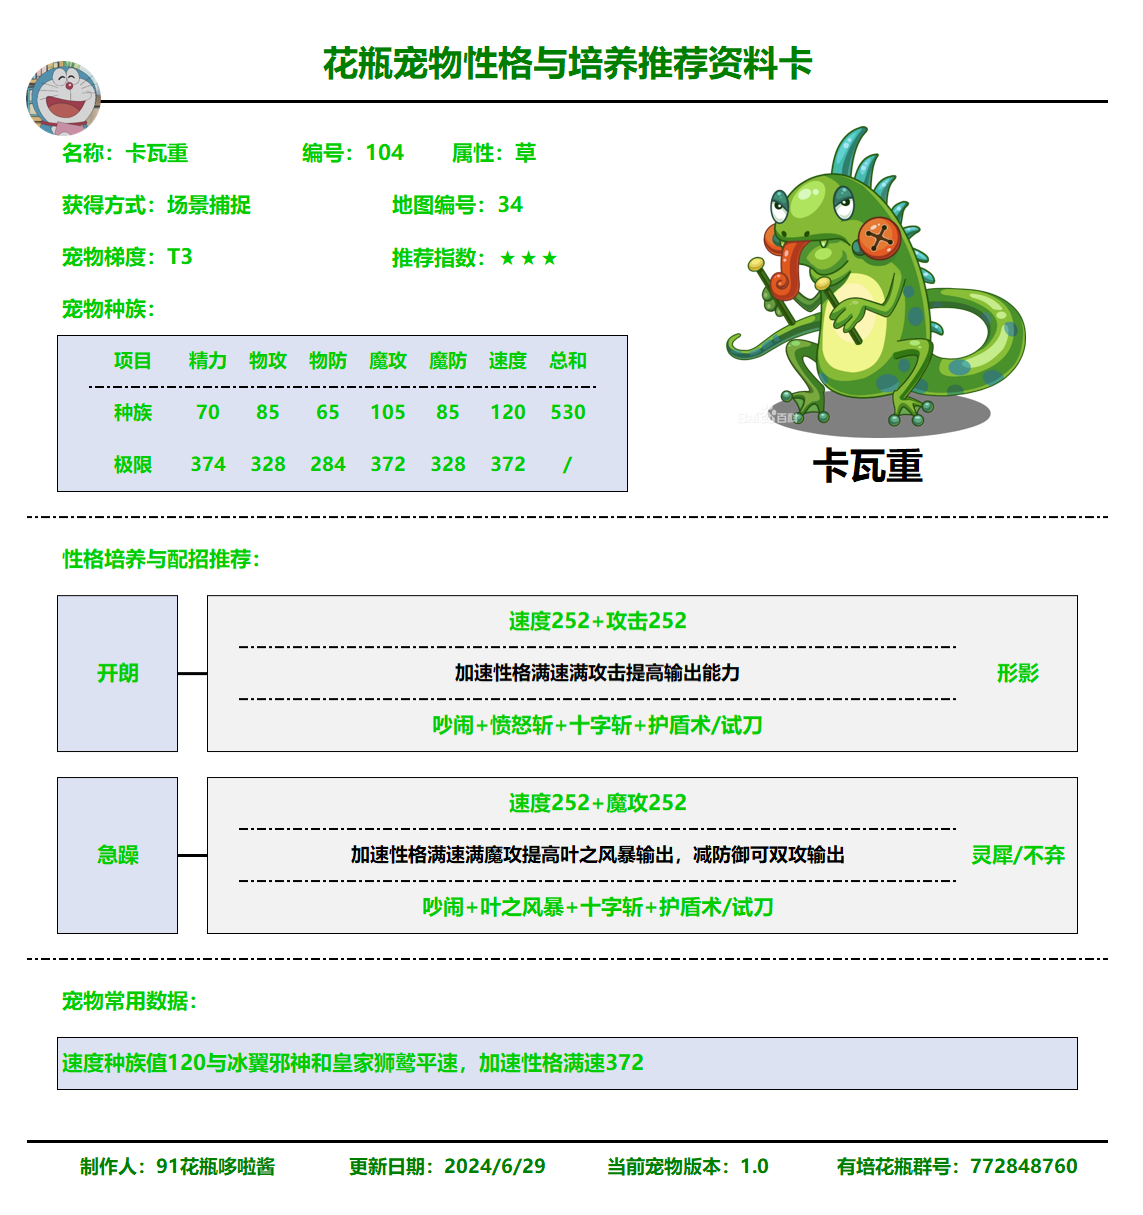 花瓶宠物性格与培养推荐资料卡
名称：卡瓦重 编号：104 属性：草
获得方式：场景捕捉 地图编号：34
宠物梯度：T3 推荐指数：★★★
宠物种族：
项目 精力 物攻 物防 魔攻 魔防 速度 总和
种族 70 85 65 105 85 120 530
极限 374 328 284 372 328 372 /
Baidu百科
卡瓦重
性格培养与配招推荐：
速度252+攻击252
开朗 加速性格满速满攻击提高输出能力 形影
吵闹+愤怒斩+十字斩+护盾术/试刀
速度252+魔攻252
急躁 加速性格满速满魔攻提高叶之风暴输出，减防御可双攻输出 灵犀/不弃
吵闹+叶之风暴+十字斩+护盾术/试刀
宠物常用数据：
速度种族值120与冰翼邪神和皇家狮鹫平速，加速性格满速372
制作人：91花瓶哆啦酱 更新日期：2024/6/29 当前宠物版本：1.0 有培花瓶群号：772848760